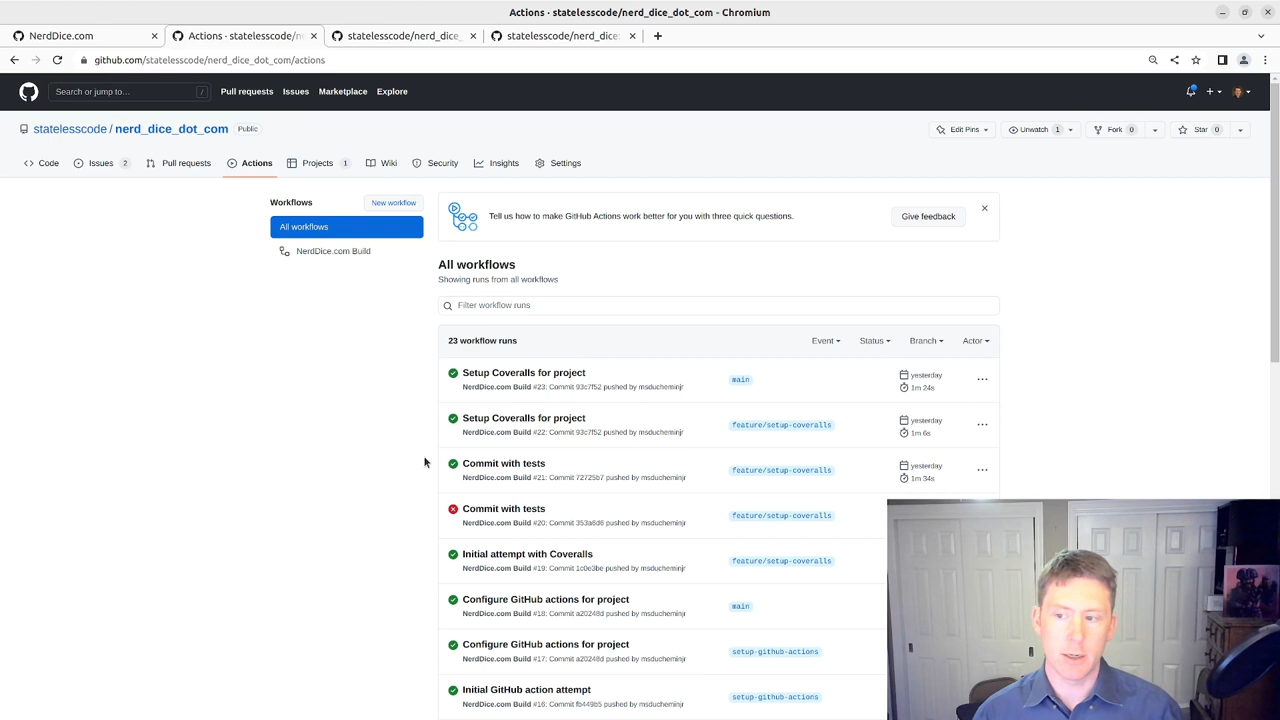 Actions · statelesscode/nerd_dice_dot_com - Chromium
NerdDice.com
Actions · statelesscode/ne
statelesscode/nerd_dice_
statelesscode/nerd_dice:
github.com/statelesscode/nerd_dice_dot_com/actions
Search or jump to…
/
Pull requests
Issues
Marketplace
Explore
statelesscode / nerd_dice_dot_com
Public
Edit Pins
Unwatch 1
Fork 0
Star 0
Code
Issues 2
Pull requests
Actions
Projects 1
Wiki
Security
Insights
Settings
Workflows
New workflow
All workflows
NerdDice.com Build
Tell us how to make GitHub Actions work better for you with three quick questions.
Give feedback
All workflows
Showing runs from all workflows
Filter workflow runs
23 workflow runs
Event
Status
Branch
Actor
Setup Coveralls for project
NerdDice.com Build #23: Commit 93c7f52 pushed by msducheminjr
main
yesterday
1m 24s
Setup Coveralls for project
NerdDice.com Build #22: Commit 93c7f52 pushed by msducheminjr
feature/setup-coveralls
yesterday
1m 6s
Commit with tests
NerdDice.com Build #21: Commit 72725b7 pushed by msducheminjr
feature/setup-coveralls
yesterday
1m 34s
Commit with tests
NerdDice.com Build #20: Commit 353a6d6 pushed by msducheminjr
feature/setup-coveralls
Initial attempt with Coveralls
NerdDice.com Build #19: Commit 1c0e3be pushed by msducheminjr
feature/setup-coveralls
Configure GitHub actions for project
NerdDice.com Build #18: Commit a20248d pushed by msducheminjr
main
Configure GitHub actions for project
NerdDice.com Build #17: Commit a20248d pushed by msducheminjr
setup-github-actions
Initial GitHub action attempt
NerdDice.com Build #16: Commit fb449b5 pushed by msducheminjr
setup-github-actions